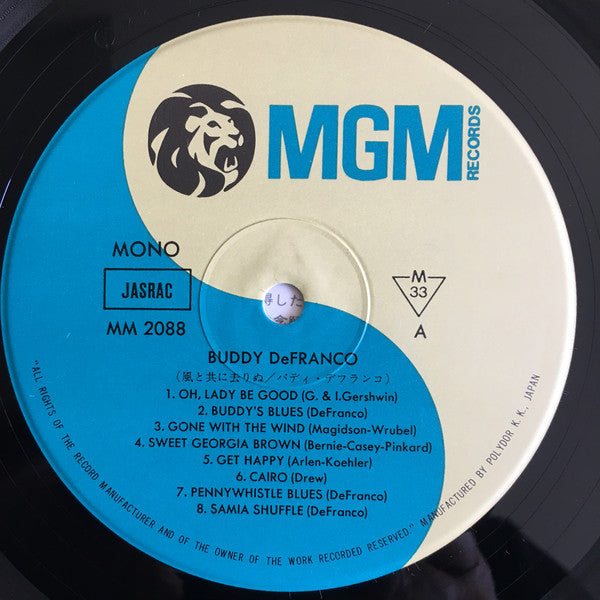 MGM
RECORDS
MONO
JASRAC
MM 2088
M
33
A
した
BUDDY DeFRANCO
(風と共に去りぬ/バディ・デフランコ)
1. OH, LADY BE GOOD (G. & I.Gershwin)
2. BUDDY'S BLUES (DeFranco)
3. GONE WITH THE WIND (Magidson-Wrubel)
4. SWEET GEORGIA BROWN (Bernie-Casey-Pinkard)
5. GET HAPPY (Arlen-Koehler)
6. CAIRO (Drew)
7. PENNYWHISTLE BLUES (DeFranco)
8. SAMIA SHUFFLE (DeFranco)
"ALL RIGHTS OF THE RECORD MANUFACTURER AND OF THE OWNER OF THE WORK RECORDED RESERVED." MANUFACTURED BY POLYDOR K. K., JAPAN